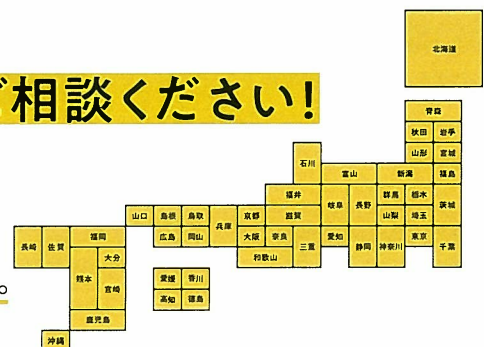 北海道
ご相談ください!
青森
秋田 岩手
石川 山形 宮城
富山 新潟 福島
福井 岐阜 長野 群馬 栃木 茨城
山口 島根 鳥取 兵庫 京都 滋賀 山梨 埼玉
広島 岡山 大阪 奈良 三重 愛知 静岡 神奈川 東京 千葉
長崎 佐賀 福岡
和歌山
熊本 大分
愛媛 香川
宮崎
高知 徳島
。
鹿児島
沖縄